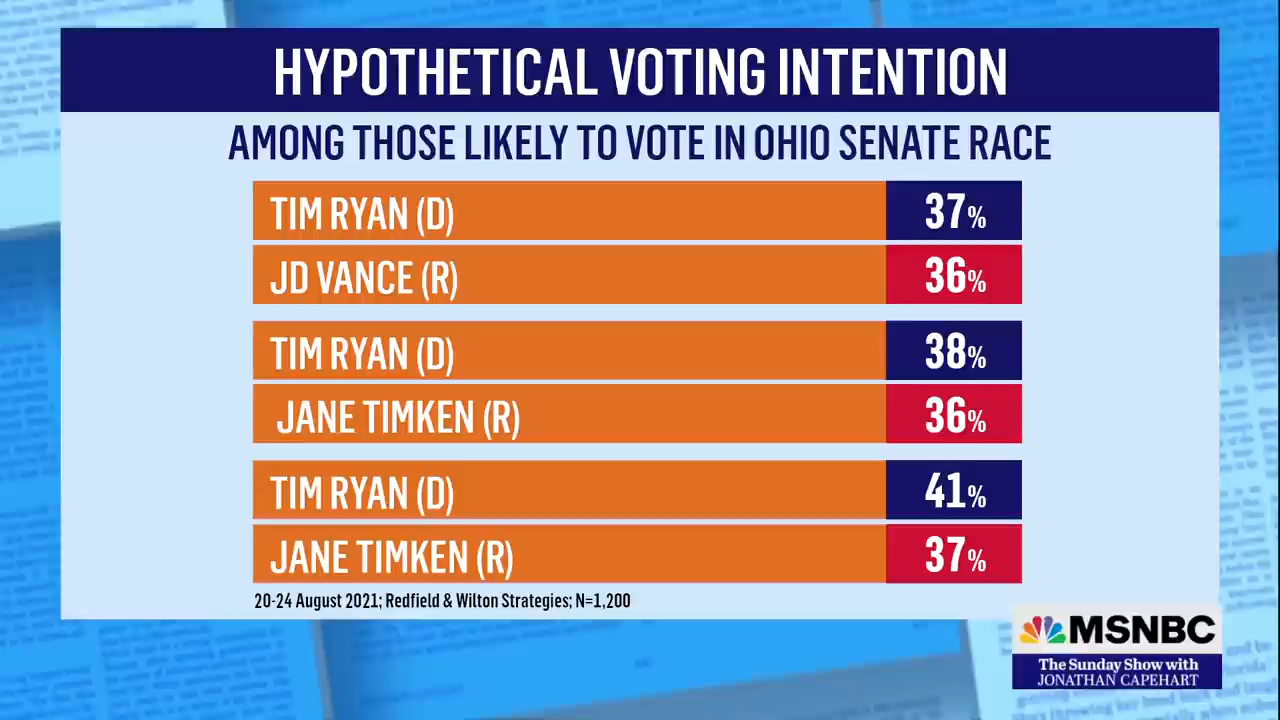 HYPOTHETICAL VOTING INTENTION
AMONG THOSE LIKELY TO VOTE IN OHIO SENATE RACE
TIM RYAN (D) 37%
JD VANCE (R) 36%
TIM RYAN (D) 38%
JANE TIMKEN (R) 36%
TIM RYAN (D) 41%
JANE TIMKEN (R) 37%
20-24 August 2021; Redfield & Wilton Strategies; N=1,200
MSNBC
The Sunday Show with
JONATHAN CAPEHART